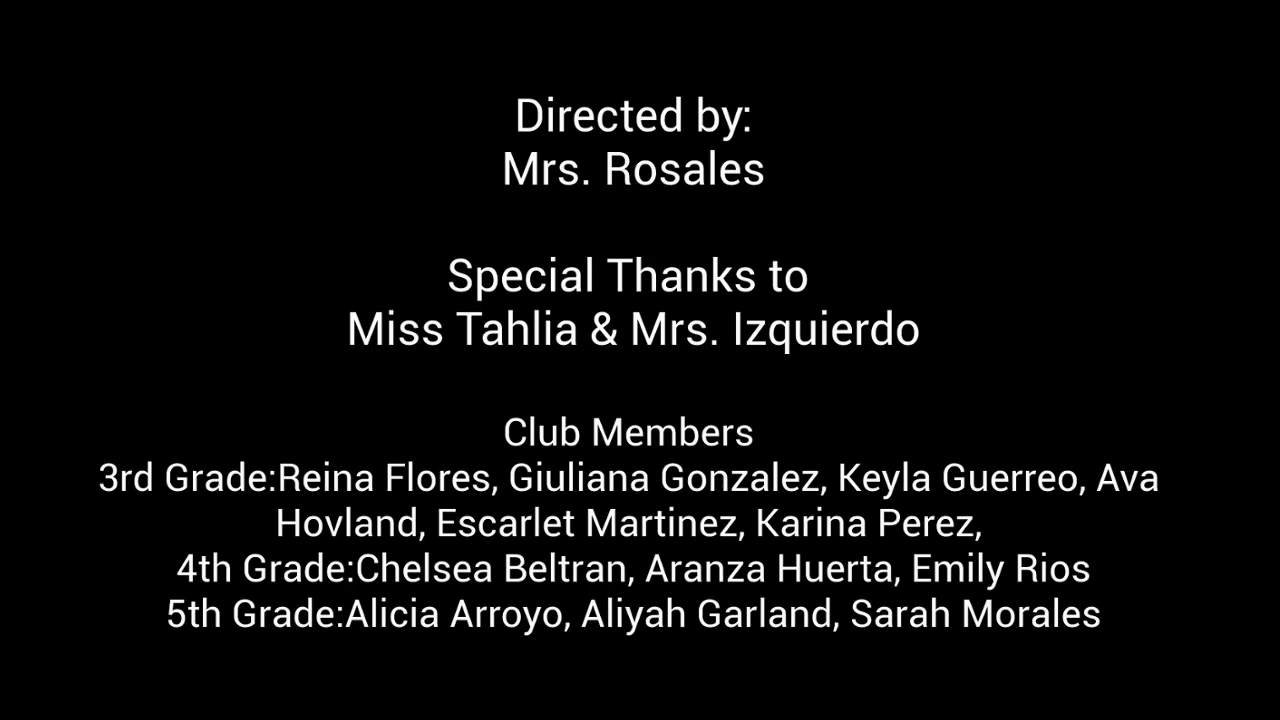 Directed by:
Mrs. Rosales
Special Thanks to
Miss Tahlia & Mrs. Izquierdo
Club Members
3rd Grade:Reina Flores, Giuliana Gonzalez, Keyla Guerreo, Ava
Hovland, Escarlet Martinez, Karina Perez,
4th Grade:Chelsea Beltran, Aranza Huerta, Emily Rios
5th Grade:Alicia Arroyo, Aliyah Garland, Sarah Morales